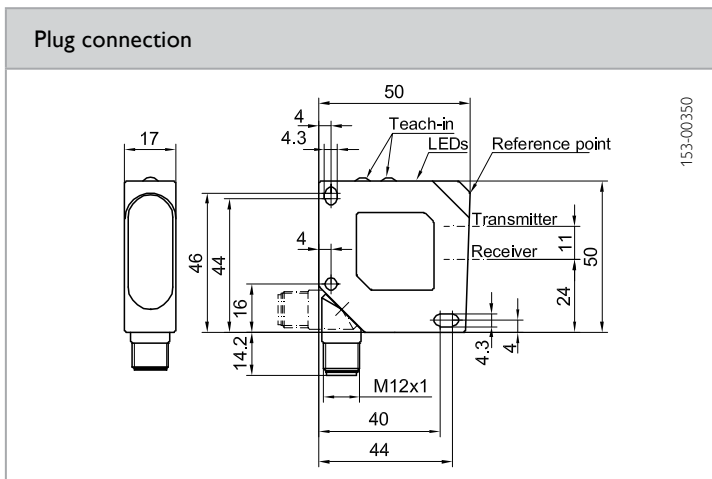 Plug connection
50
4
4.3
Teach-in
LEDs
Reference point
153-00350
17
Transmitter
Receiver
11
50
24
4
46
44
16
14.2
4.3
4
M12x1
40
44